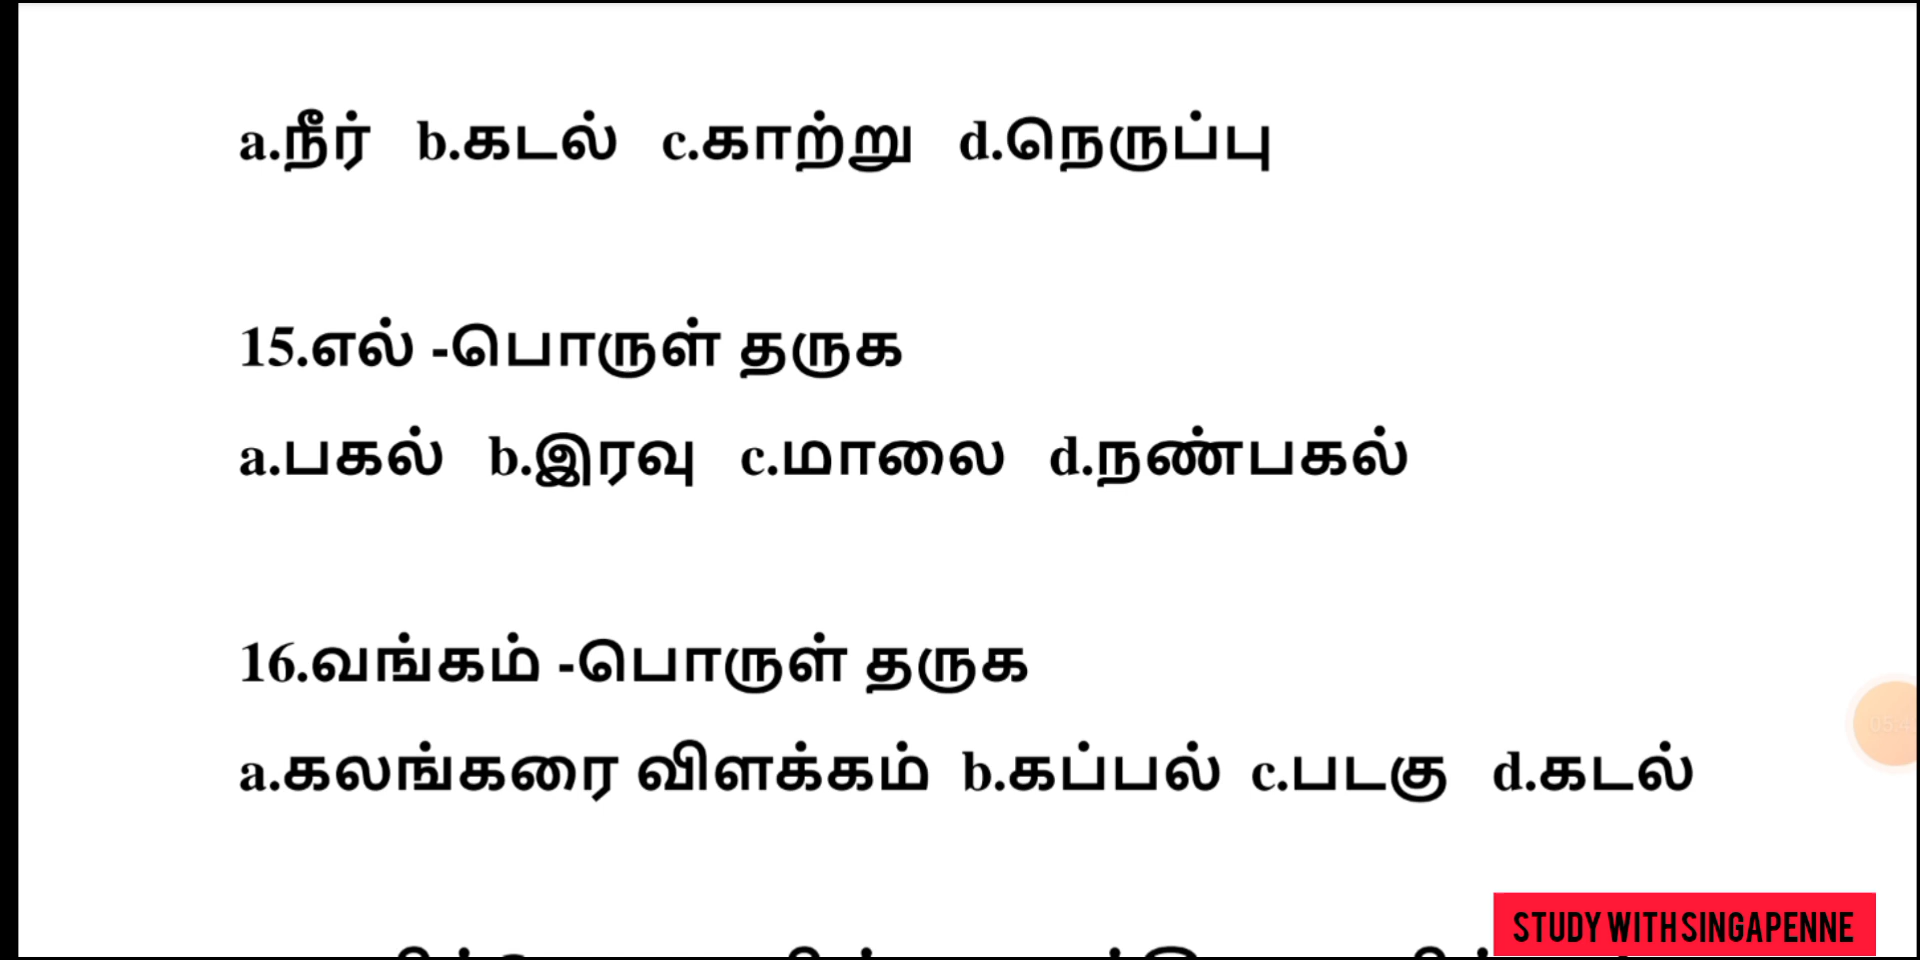 a.நீர் b.கடல் c.காற்று d.நெருப்பு
15.எல் -பொருள் தருக
a.பகல் b.இரவு c.மாலை d.நண்பகல்
16.வங்கம் -பொருள் தருக
a.கலங்கரை விளக்கம் b.கப்பல் c.படகு d.கடல்
STUDY WITH SINGAPENNE